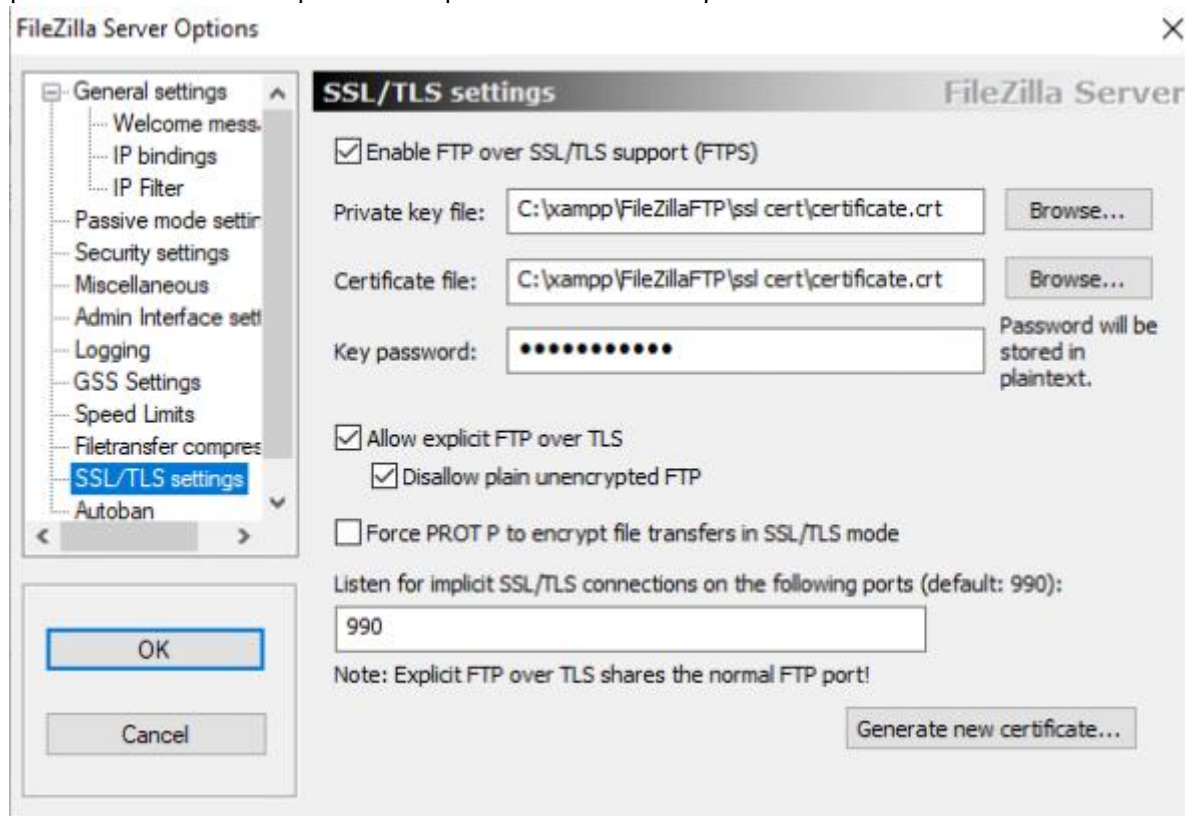 FileZilla Server Options
General settings
Welcome mess
IP bindings
IP Filter
Passive mode settin
Security settings
Miscellaneous
Admin Interface sett
Logging
GSS Settings
Speed Limits
Filetransfer compres
SSL/TLS settings
Autoban
OK
Cancel
SSL/TLS settings
FileZilla Server
Enable FTP over SSL/TLS support (FTPS)
Private key file: C:\xampp\FileZillaFTP\ssl cert\certificate.crt Browse...
Certificate file: C:\xampp\FileZillaFTP\ssl cert\certificate.crt Browse...
Key password: ●●●●●●●●●●●
Password will be
stored in
plaintext.
Allow explicit FTP over TLS
Disallow plain unencrypted FTP
Force PROT P to encrypt file transfers in SSL/TLS mode
Listen for implicit SSL/TLS connections on the following ports (default: 990):
990
Note: Explicit FTP over TLS shares the normal FTP port!
Generate new certificate...